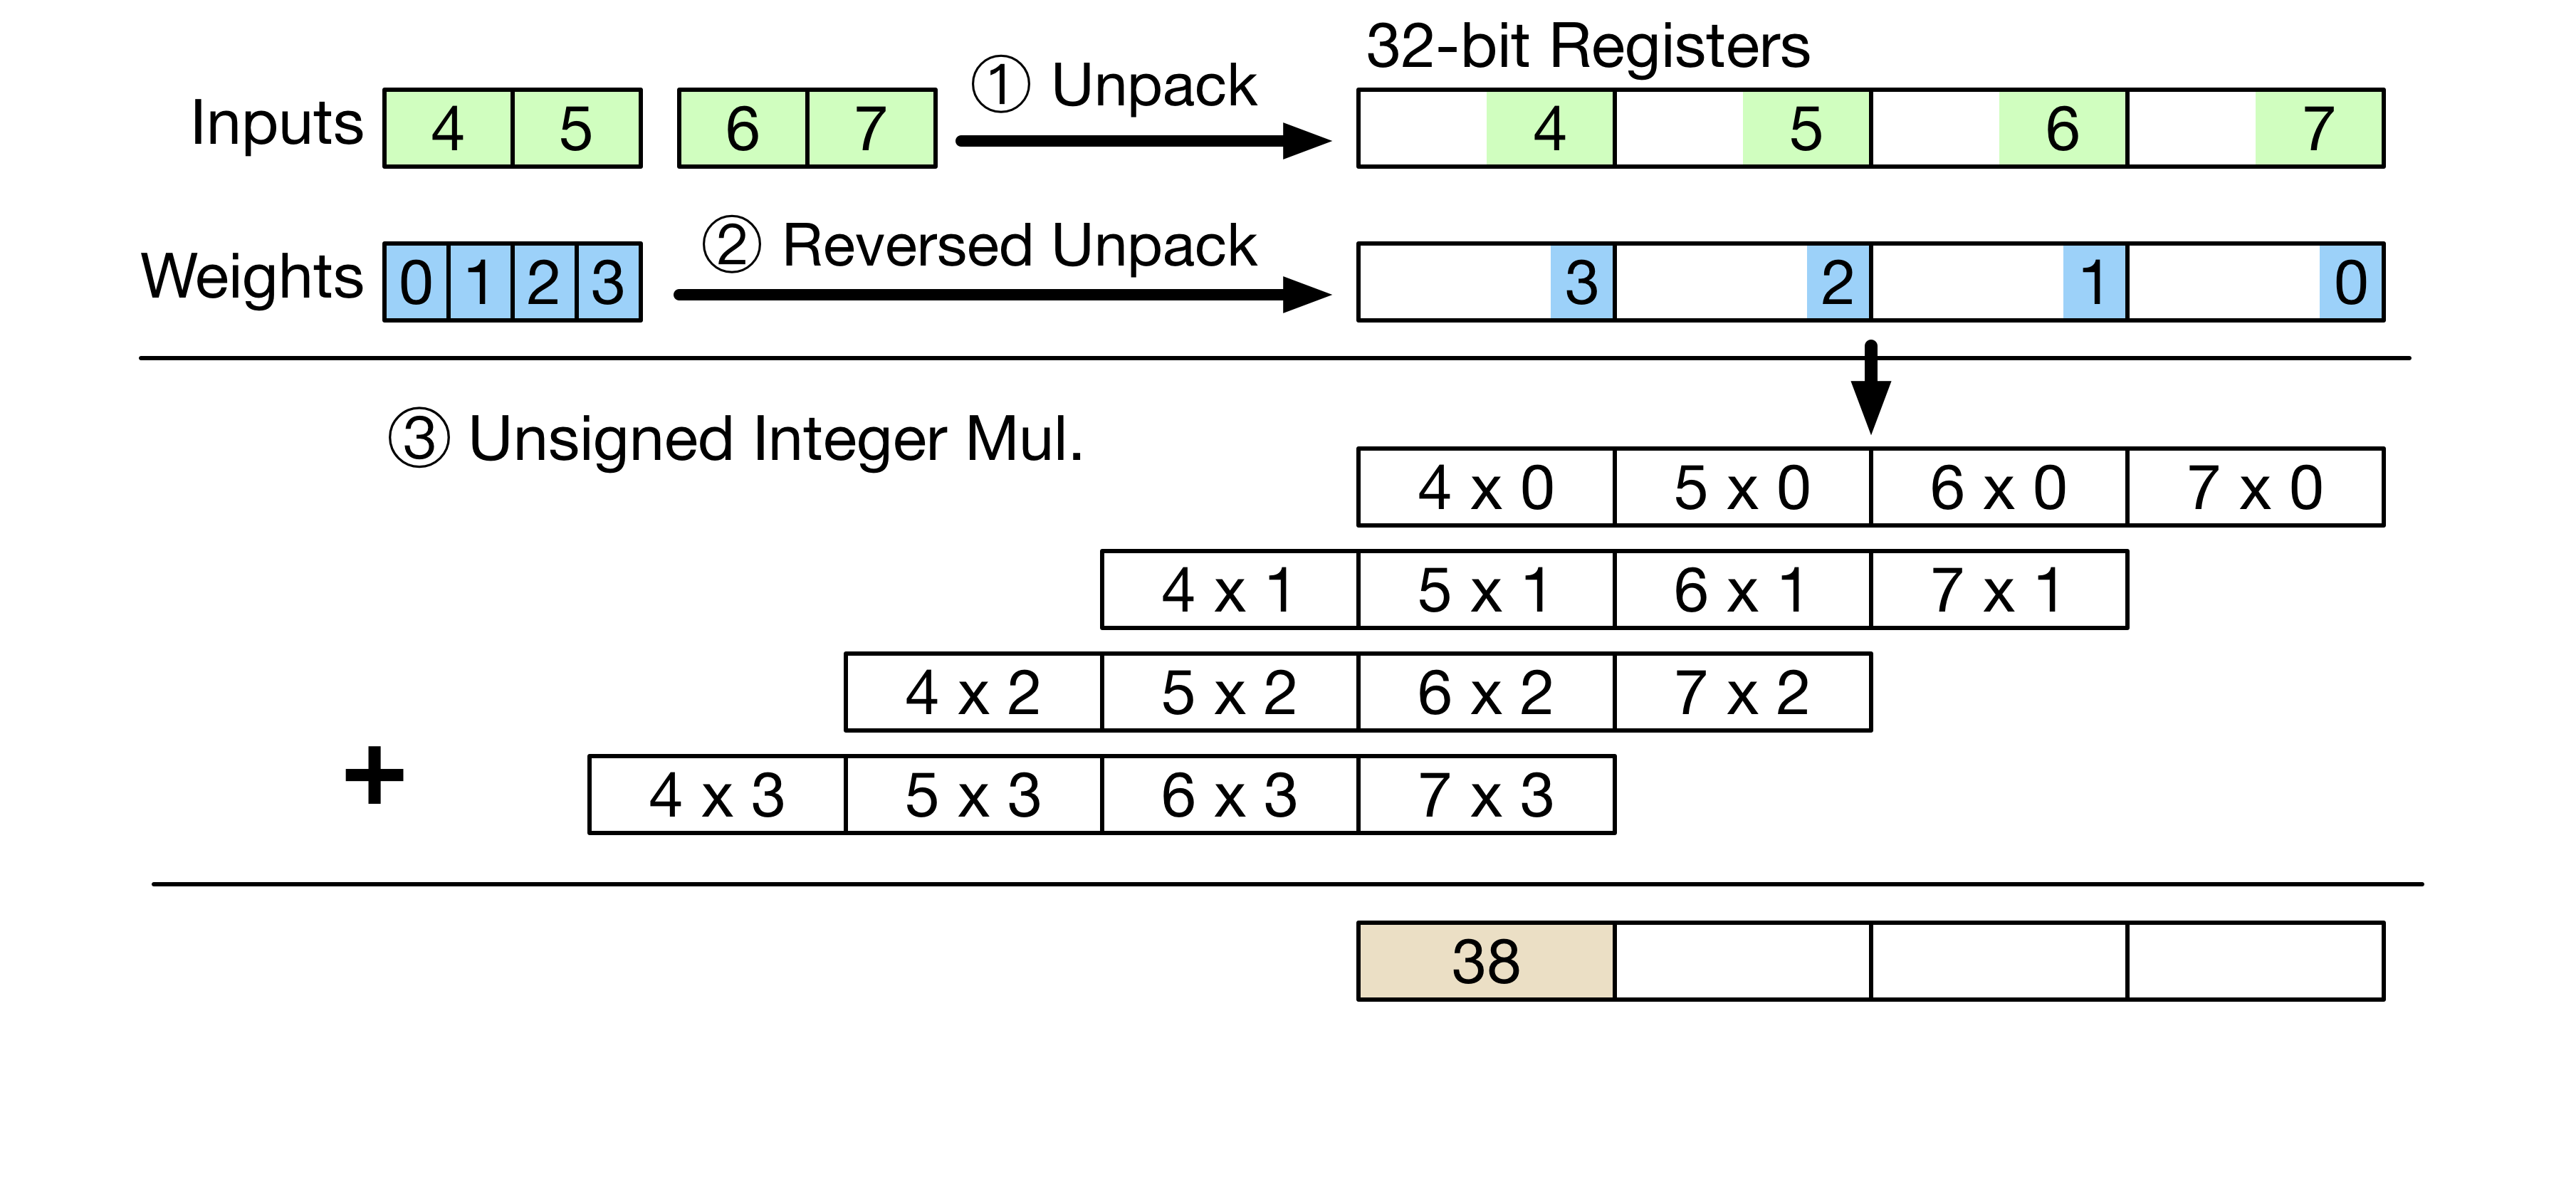 32-bit Registers
Inputs 4 5 6 7 ① Unpack 4 5 6 7
Weights 0 1 2 3 ② Reversed Unpack 3 2 1 0
③ Unsigned Integer Mul.
4 x 0 5 x 0 6 x 0 7 x 0
4 x 1 5 x 1 6 x 1 7 x 1
4 x 2 5 x 2 6 x 2 7 x 2
+ 4 x 3 5 x 3 6 x 3 7 x 3
38